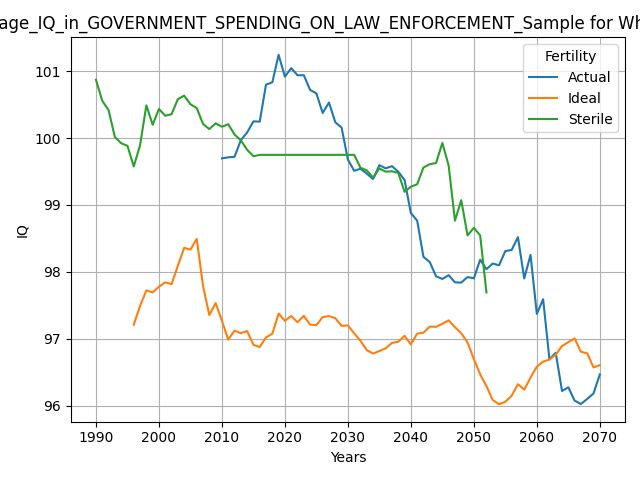 age_IQ_in_GOVERNMENT_SPENDING_ON_LAW_ENFORCEMENT_Sample for Wh
Fertility
Actual
Ideal
Sterile
IQ
101
100
99
98
97
96
1990 2000 2010 2020 2030 2040 2050 2060 2070
Years